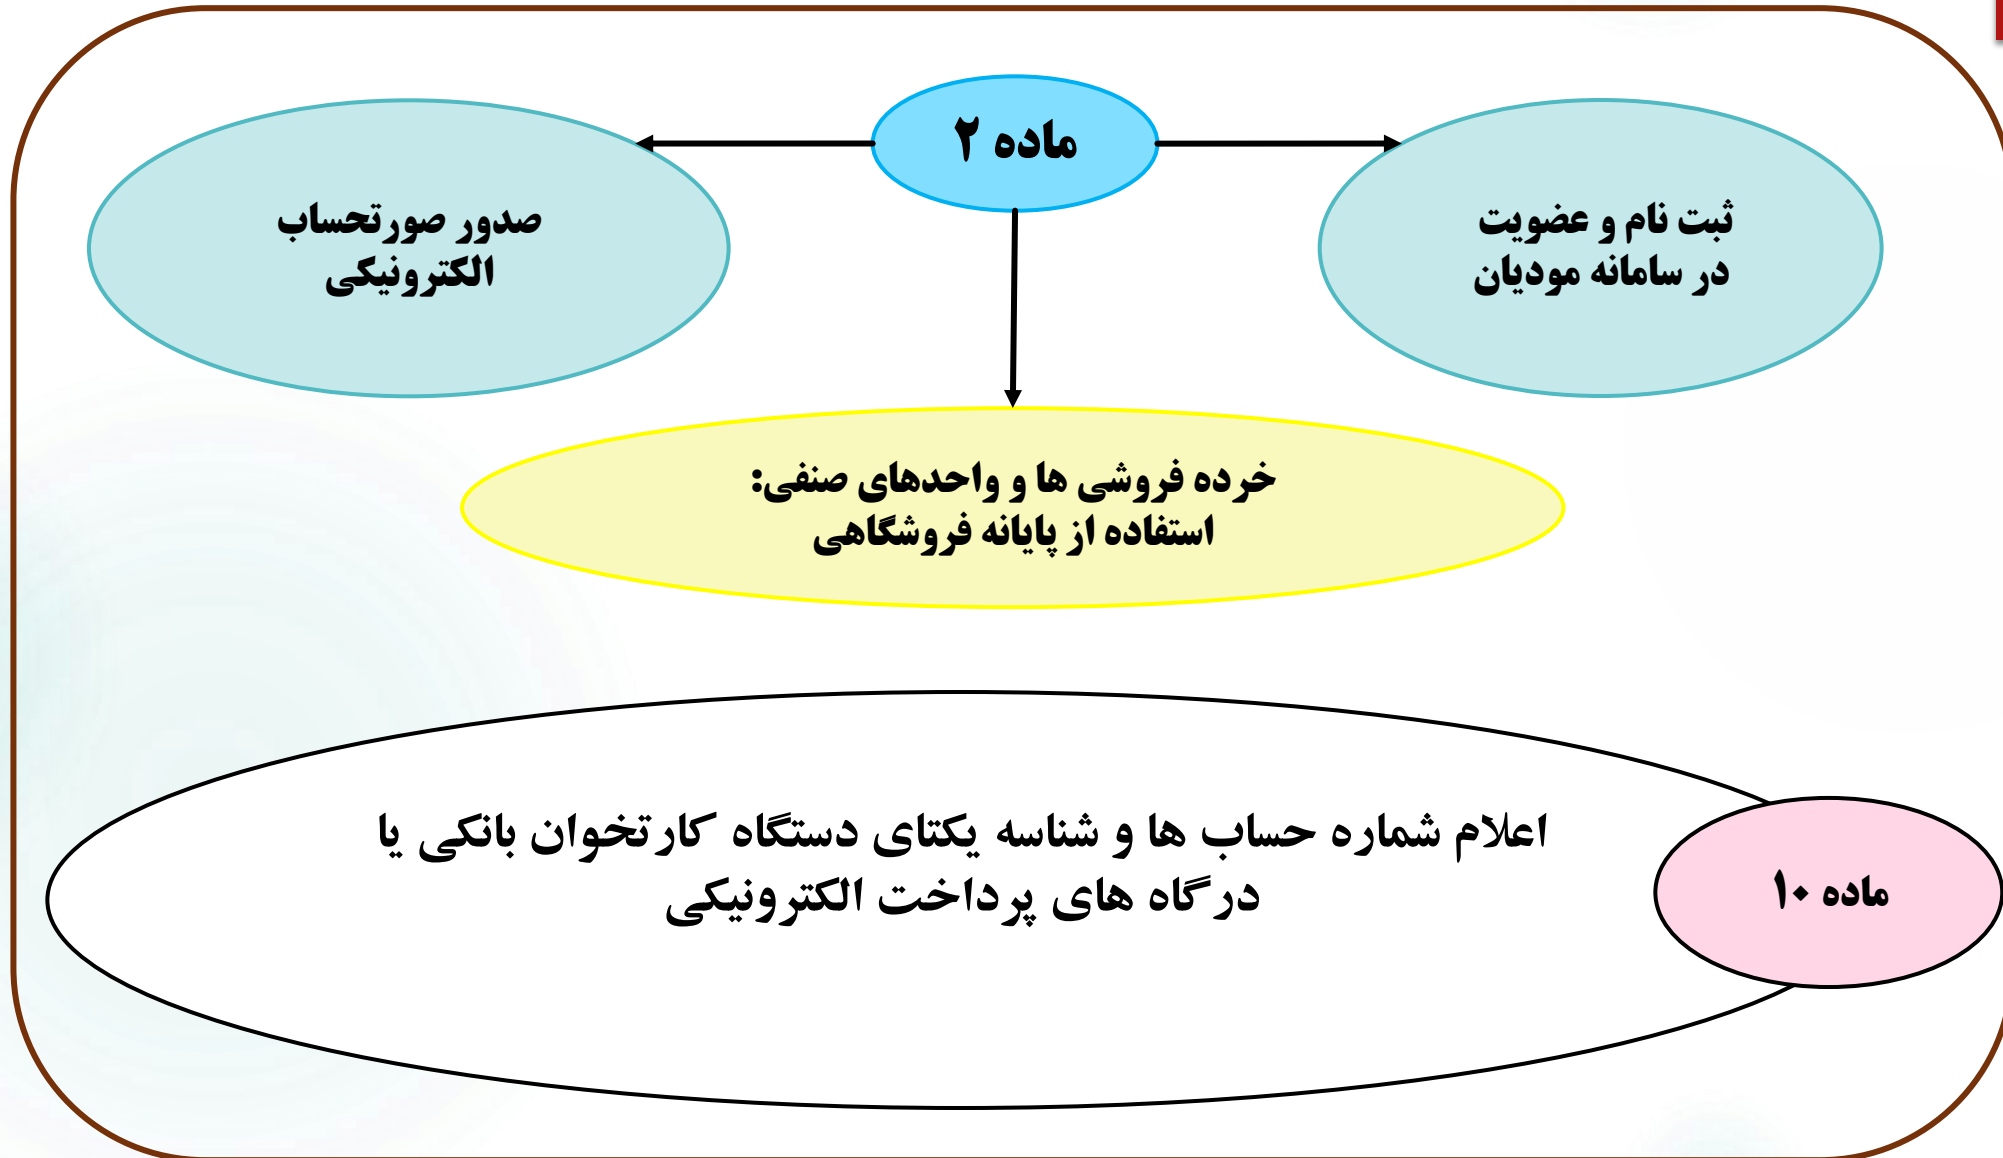 ماده ۲
ثبت نام و عضویت
در سامانه مودیان
صدور صورتحساب
الکترونیکی
خرده فروشی ها و واحدهای صنفی:
استفاده از پایانه فروشگاهی
ماده ۱۰
اعلام شماره حساب ها و شناسه یکتای دستگاه کارتخوان بانکی یا
درگاه های پرداخت الکترونیکی